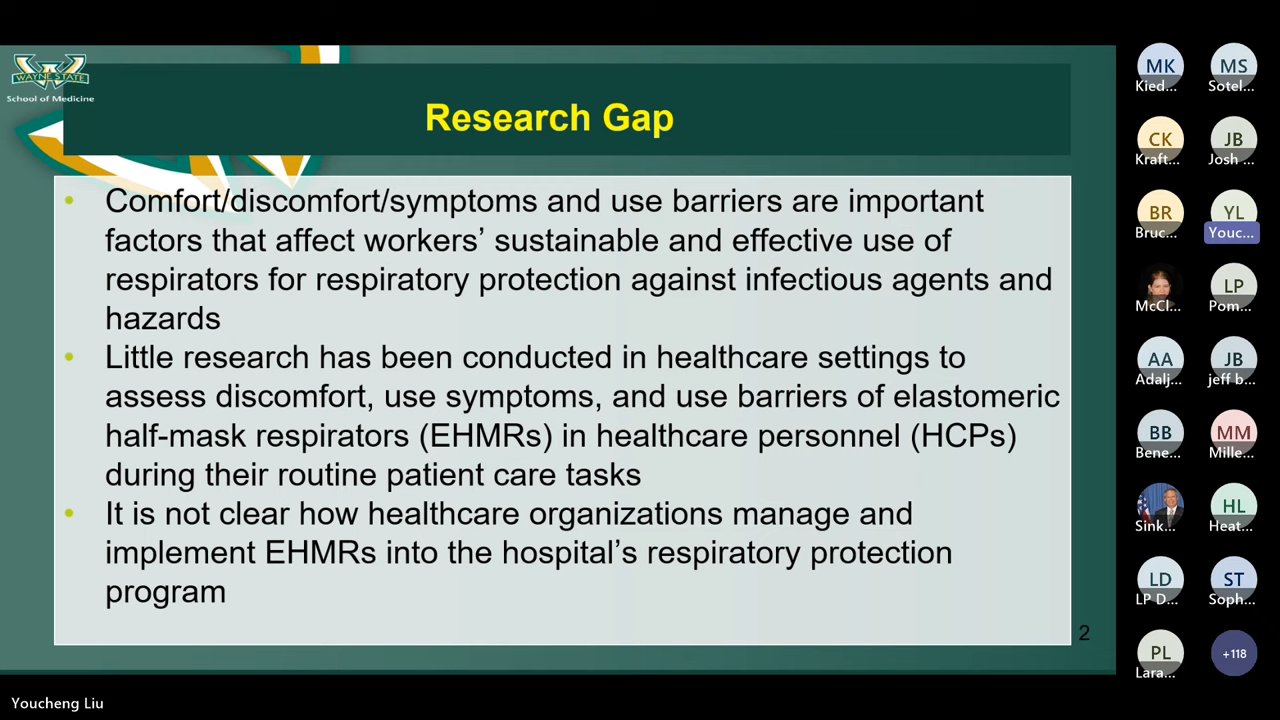 WAYNE STATE
School of Medicine
Research Gap
• Comfort/discomfort/symptoms and use barriers are important
factors that affect workers’ sustainable and effective use of
respirators for respiratory protection against infectious agents and
hazards
• Little research has been conducted in healthcare settings to
assess discomfort, use symptoms, and use barriers of elastomeric
half-mask respirators (EHMRs) in healthcare personnel (HCPs)
during their routine patient care tasks
• It is not clear how healthcare organizations manage and
implement EHMRs into the hospital’s respiratory protection
program
2
MK
Kied...
MS
Sotel...
CK
Kraft...
JB
Josh ...
BR
Bruc...
YL
Youc...
McCl...
LP
Pom...
AA
Adalj...
JB
jeff b...
BB
Bene...
MM
Mille...
Sink...
HL
Heat...
LD
LP D...
ST
Soph...
PL
Lara...
+118
Youcheng Liu